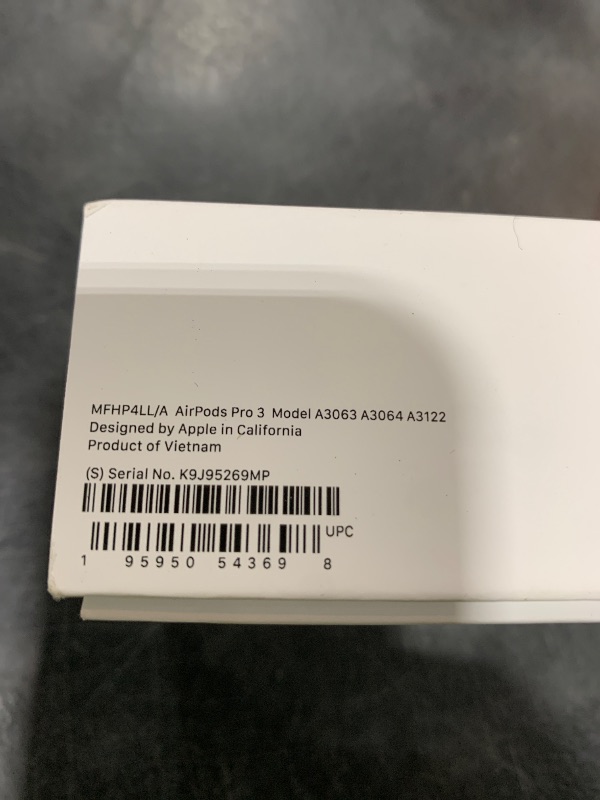 MFHP4LL/A AirPods Pro 3 Model A3063 A3064 A3122
Designed by Apple in California
Product of Vietnam
(S) Serial No. K9J95269MP
UPC
1 95950 54369 8